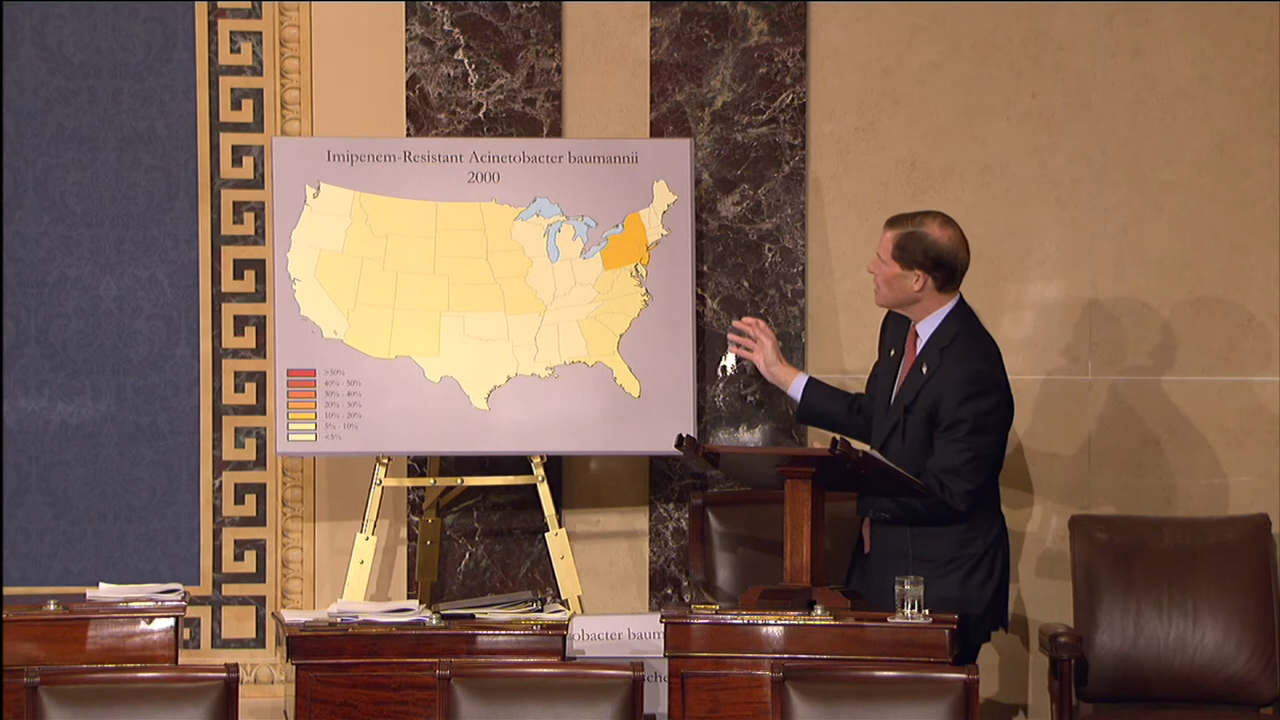 Imipenem-Resistant Acinetobacter baumannii
2000
>50%
40% - 50%
30% - 40%
20% - 30%
10% - 20%
5% - 10%
<5%
obacter baum
sche